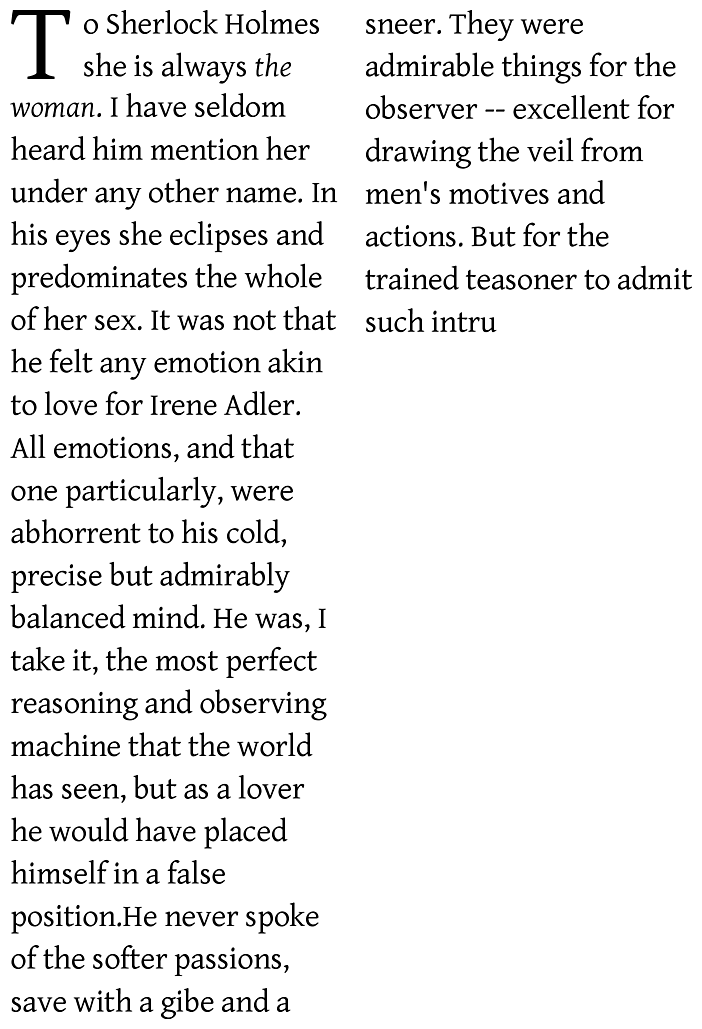 To Sherlock Holmes
she is always the
woman. I have seldom
heard him mention her
under any other name. In
his eyes she eclipses and
predominates the whole
of her sex. It was not that
he felt any emotion akin
to love for Irene Adler.
All emotions, and that
one particularly, were
abhorrent to his cold,
precise but admirably
balanced mind. He was, I
take it, the most perfect
reasoning and observing
machine that the world
has seen, but as a lover
he would have placed
himself in a false
position.He never spoke
of the softer passions,
save with a gibe and a
sneer. They were
admirable things for the
observer -- excellent for
drawing the veil from
men's motives and
actions. But for the
trained teasoner to admit
such intru